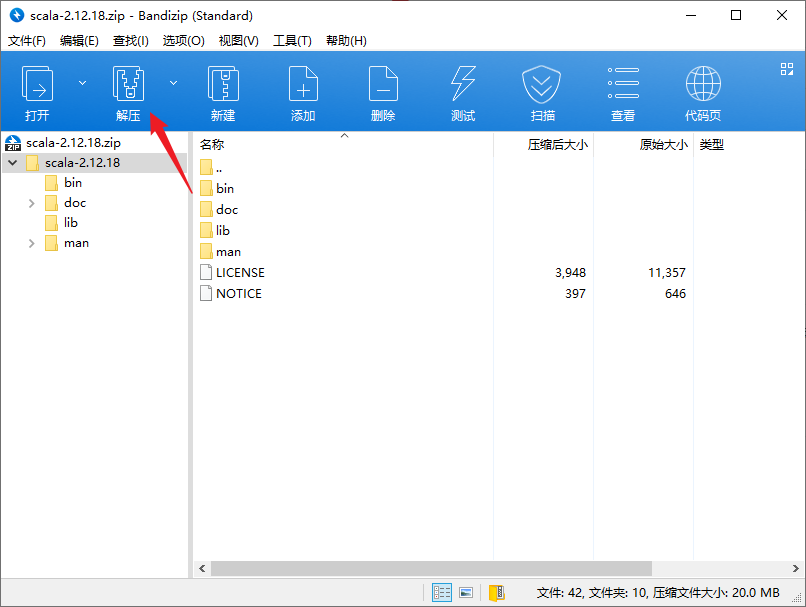 scala-2.12.18.zip - Bandizip (Standard)
文件(F) 编辑(E) 查找(I) 选项(O) 视图(V) 工具(T) 帮助(H)
打开 解压 新建 添加 删除 测试 扫描 查看 代码页
scala-2.12.18.zip
scala-2.12.18
bin
doc
lib
man
名称 压缩后大小 原始大小 类型
..
bin
doc
lib
man
LICENSE 3,948 11,357
NOTICE 397 646
文件: 42, 文件夹: 10, 压缩文件大小: 20.0 MB